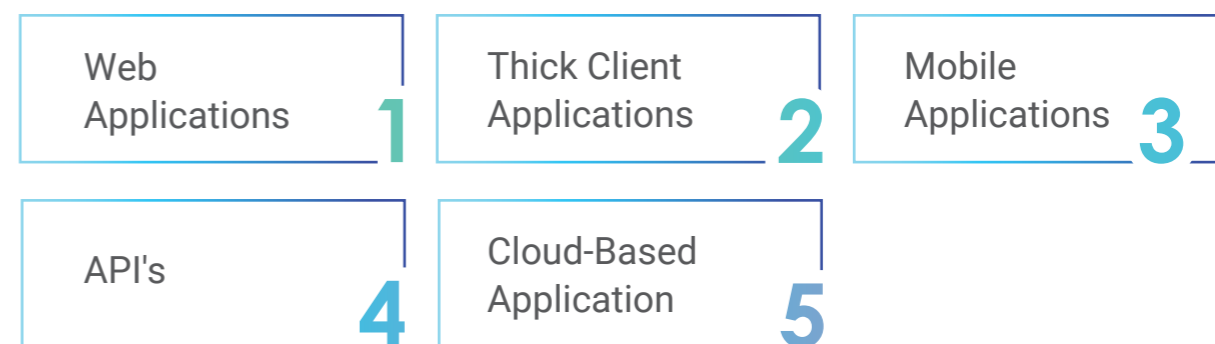 Web
Applications
1
Thick Client
Applications
2
Mobile
Applications
3
API's
4
Cloud-Based
Application
5